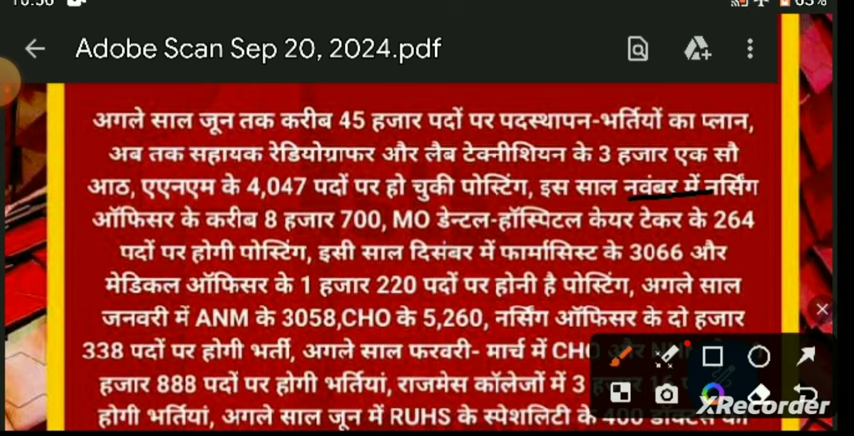 Adobe Scan Sep 20, 2024.pdf
अगले साल जून तक करीब 45 हजार पदों पर पदस्थापन-भर्तियों का प्लान,
अब तक सहायक रेडियोग्राफर और लैब टेक्नीशियन के 3 हजार एक सौ
आठ, एएनएम के 4,047 पदों पर हो चुकी पोस्टिंग, इस साल नवंबर में नर्सिंग
ऑफिसर के करीब 8 हजार 700, MO डेन्टल-हॉस्पिटल केयर टेकर के 264
पदों पर होगी पोस्टिंग, इसी साल दिसंबर में फार्मासिस्ट के 3066 और
मेडिकल ऑफिसर के 1 हजार 220 पदों पर होनी है पोस्टिंग, अगले साल
जनवरी में ANM के 3058,CHO के 5,260, नर्सिंग ऑफिसर के दो हजार
338 पदों पर होगी भर्ती, अगले साल फरवरी- मार्च में CHO
हजार 888 पदों पर होगी भर्तियां, राजमेस कॉलेजों में 3
होगी भर्तियां, अगले साल जून में RUHS के स्पेशलिटी के 400 डॉक्टर्स की
XRecorder